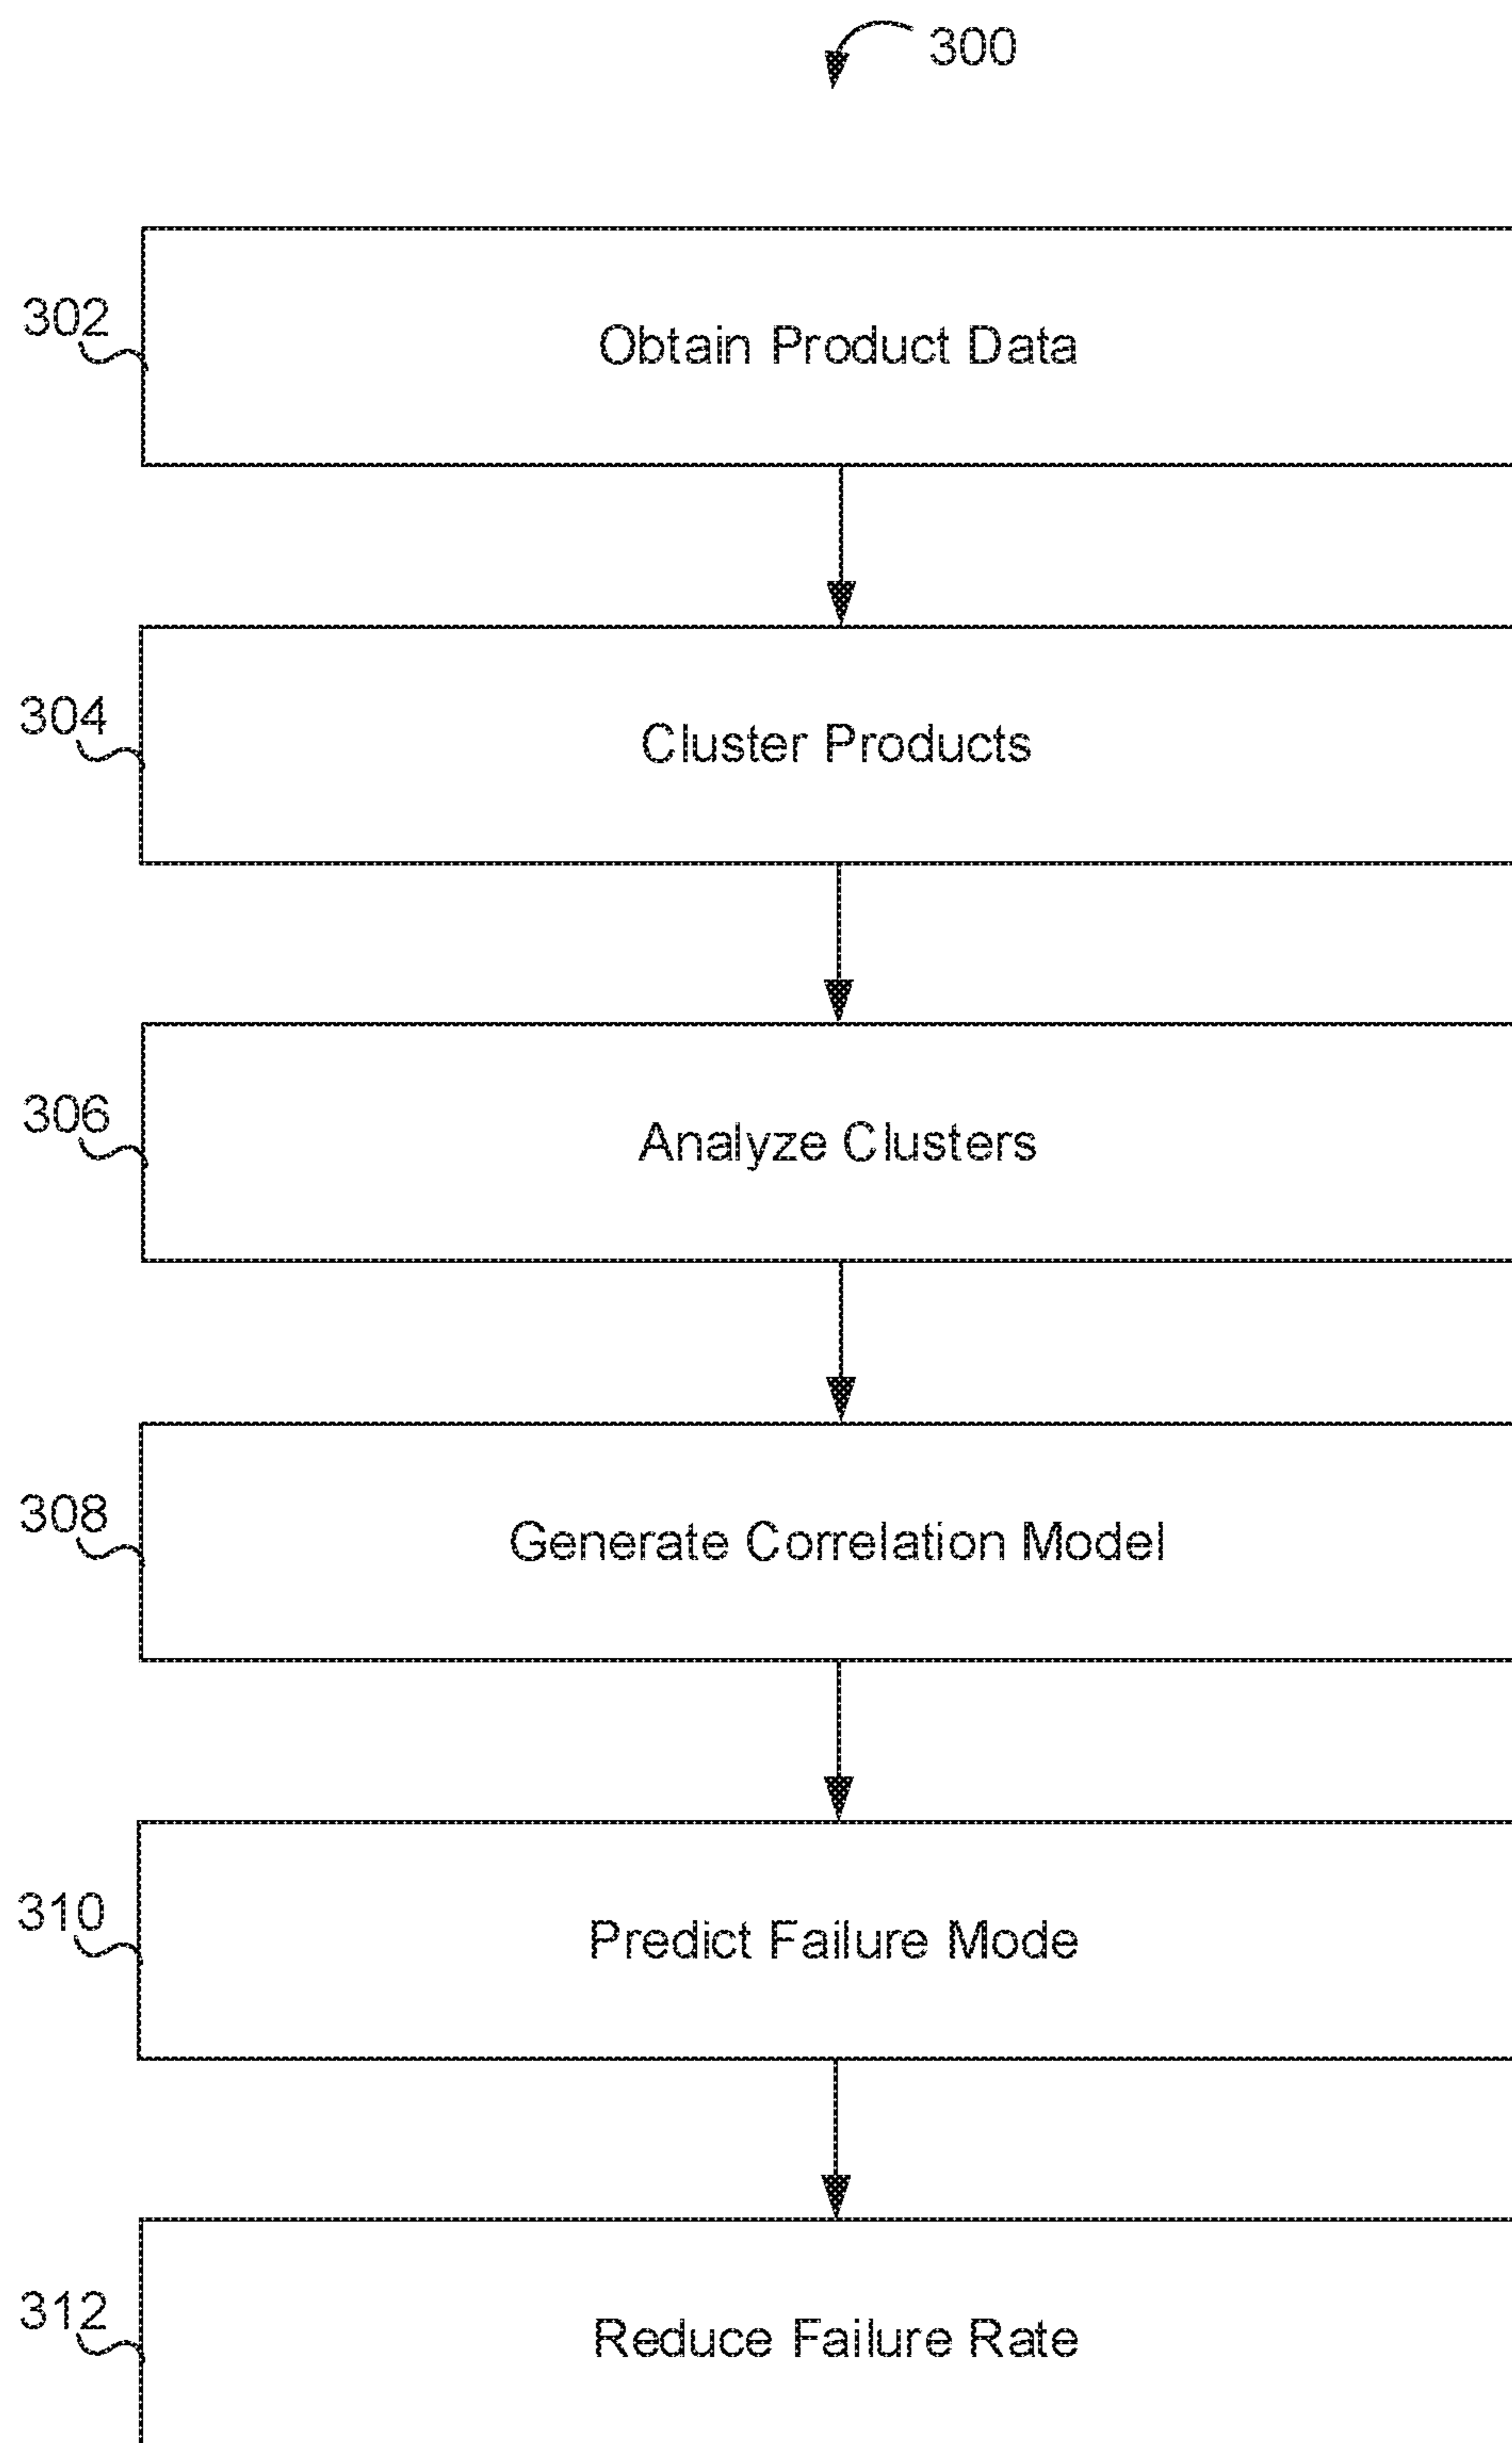 300
302
Obtain Product Data
304
Cluster Products
306
Analyze Clusters
308
Generate Correlation Model
310
Predict Failure Mode
312
Reduce Failure Rate